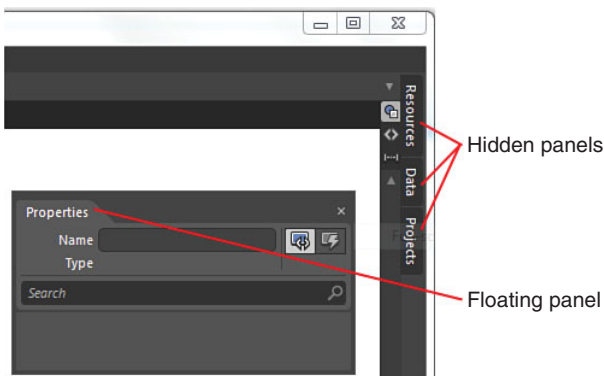 Resources
Data
Projects
Hidden panels
Properties
Name
Type
Search
Floating panel